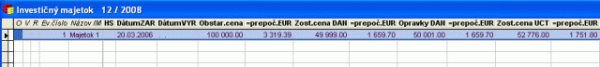 Investičný majetok 12 / 2008
O V R Ev.číslo Názov IM HS DátumZAR DátumVYR Obstar.cena ~prepoč.EUR Zost.cena DAN ~prepoč.EUR Opravky DAN ~prepoč.EUR Zost.cena UCT ~prepoč.EUR
1 Majetok 1 20.03.2006 . . 100 000.00 3 319.39 49 999.00 1 659.70 50 001.00 1 659.70 52 776.00 1 751.80